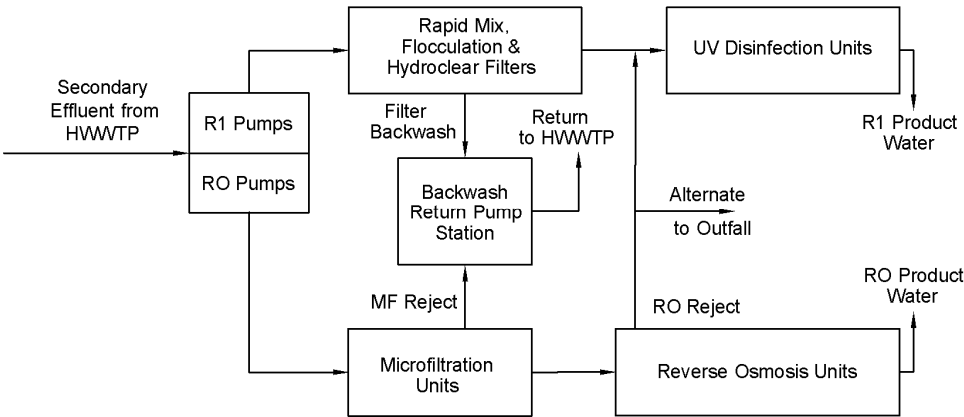 Rapid Mix,
Flocculation &
Hydroclear Filters
UV Disinfection Units
Secondary
Effluent from
HWWTP
R1 Pumps
RO Pumps
Filter
Backwash
Return
to HWWTP
R1 Product
Water
Backwash
Return Pump
Station
Alternate
to Outfall
MF Reject
RO Reject
RO Product
Water
Microfiltration
Units
Reverse Osmosis Units